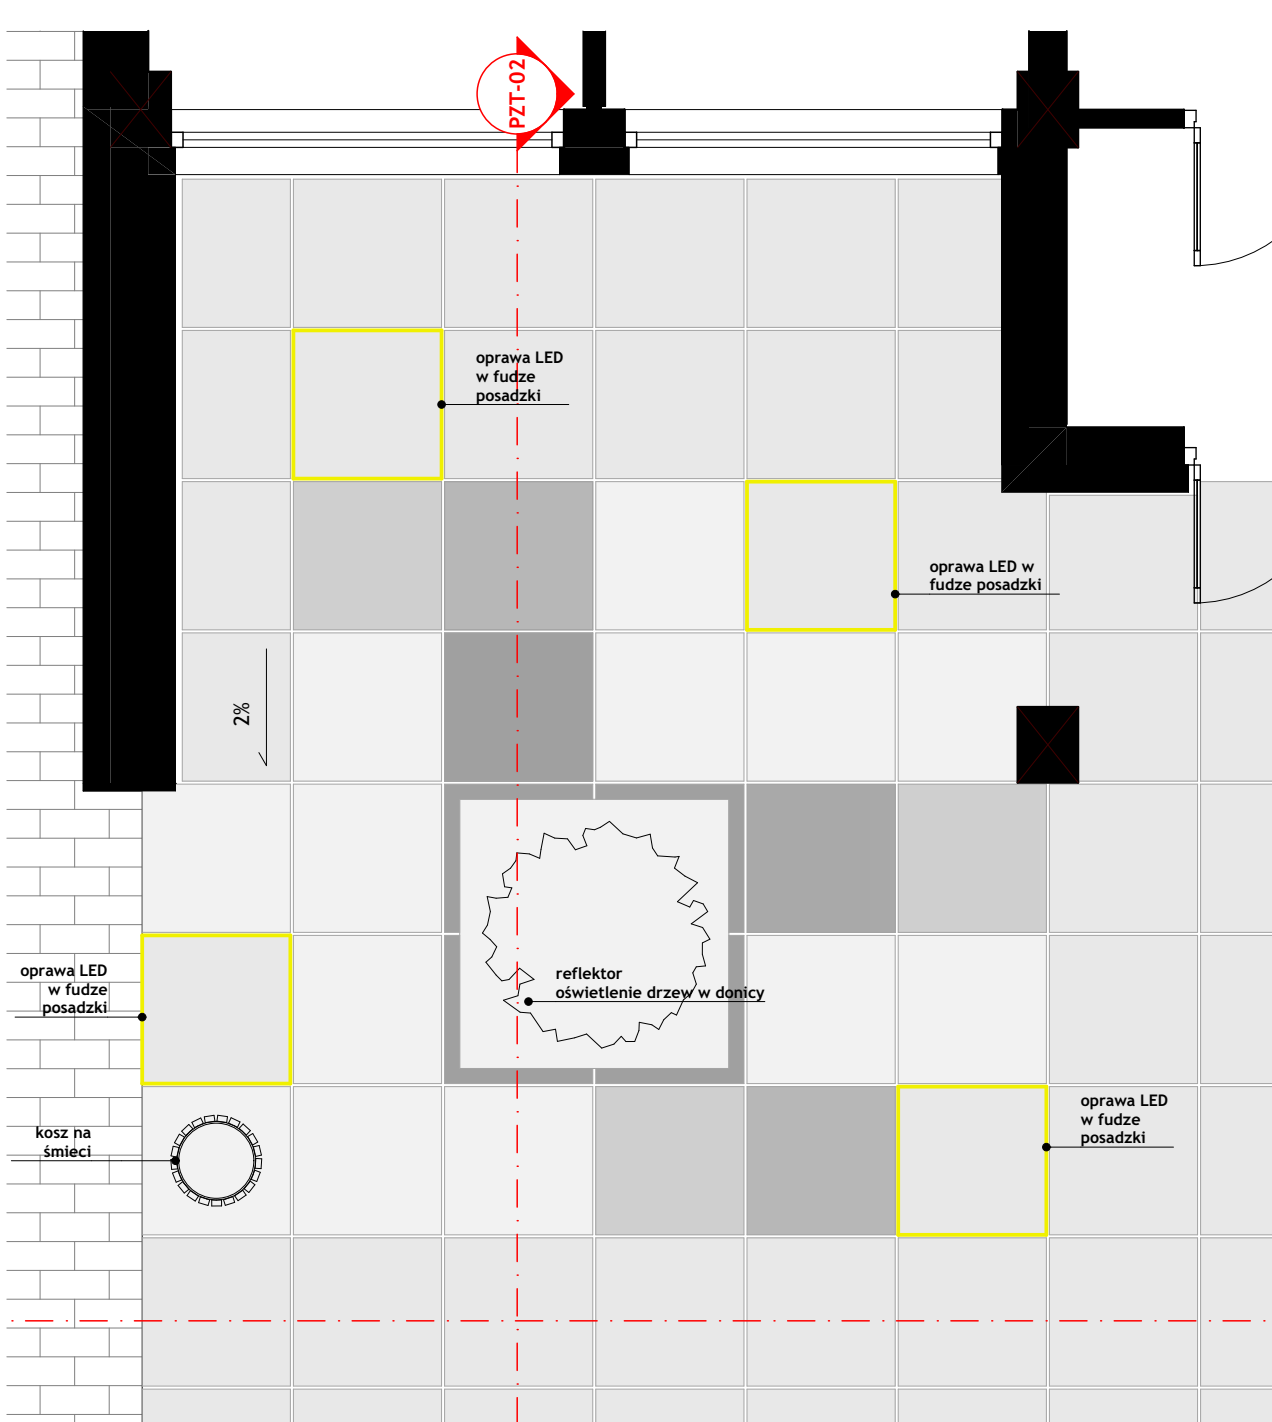 PZT-02
oprawa LED
w fudze
posadzki
oprawa LED w
fudze posadzki
2%
oprawa LED
w fudze
posadzki
reflektor
oświetlenie drzew w donicy
kosz na
śmieci
oprawa LED
w fudze
posadzki